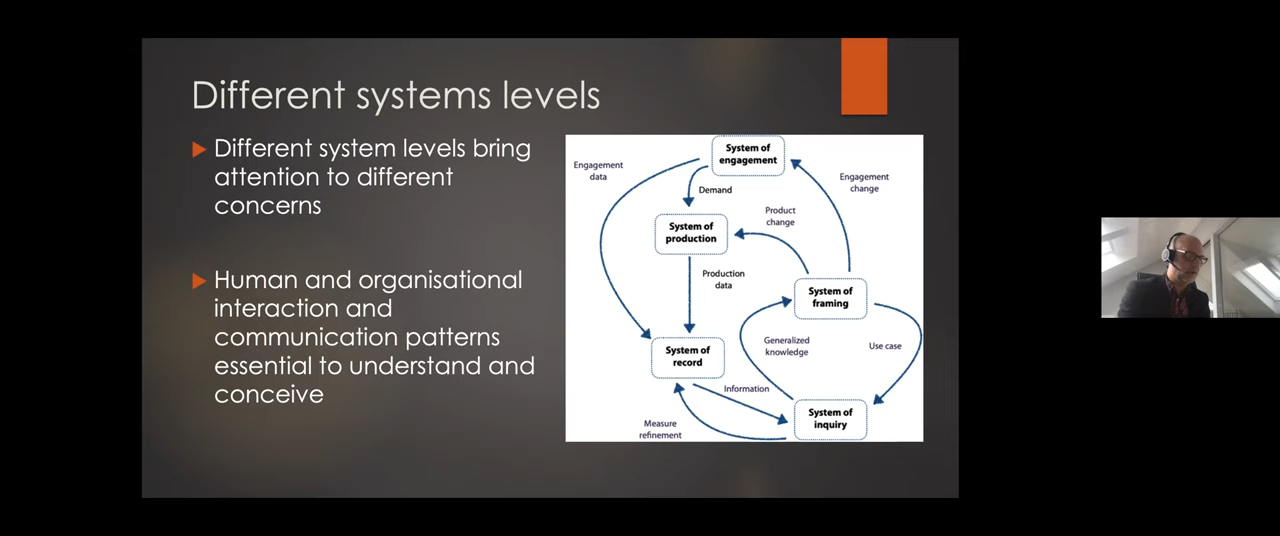 Different systems levels
Different system levels bring
attention to different
concerns
Human and organisational
interaction and
communication patterns
essential to understand and
conceive
System of
engagement
Engagement
data
Demand
Engagement
change
Product
change
System of
production
Production
data
System of
framing
Generalized
knowledge
Use case
System of
record
Information
System of
inquiry
Measure
refinement